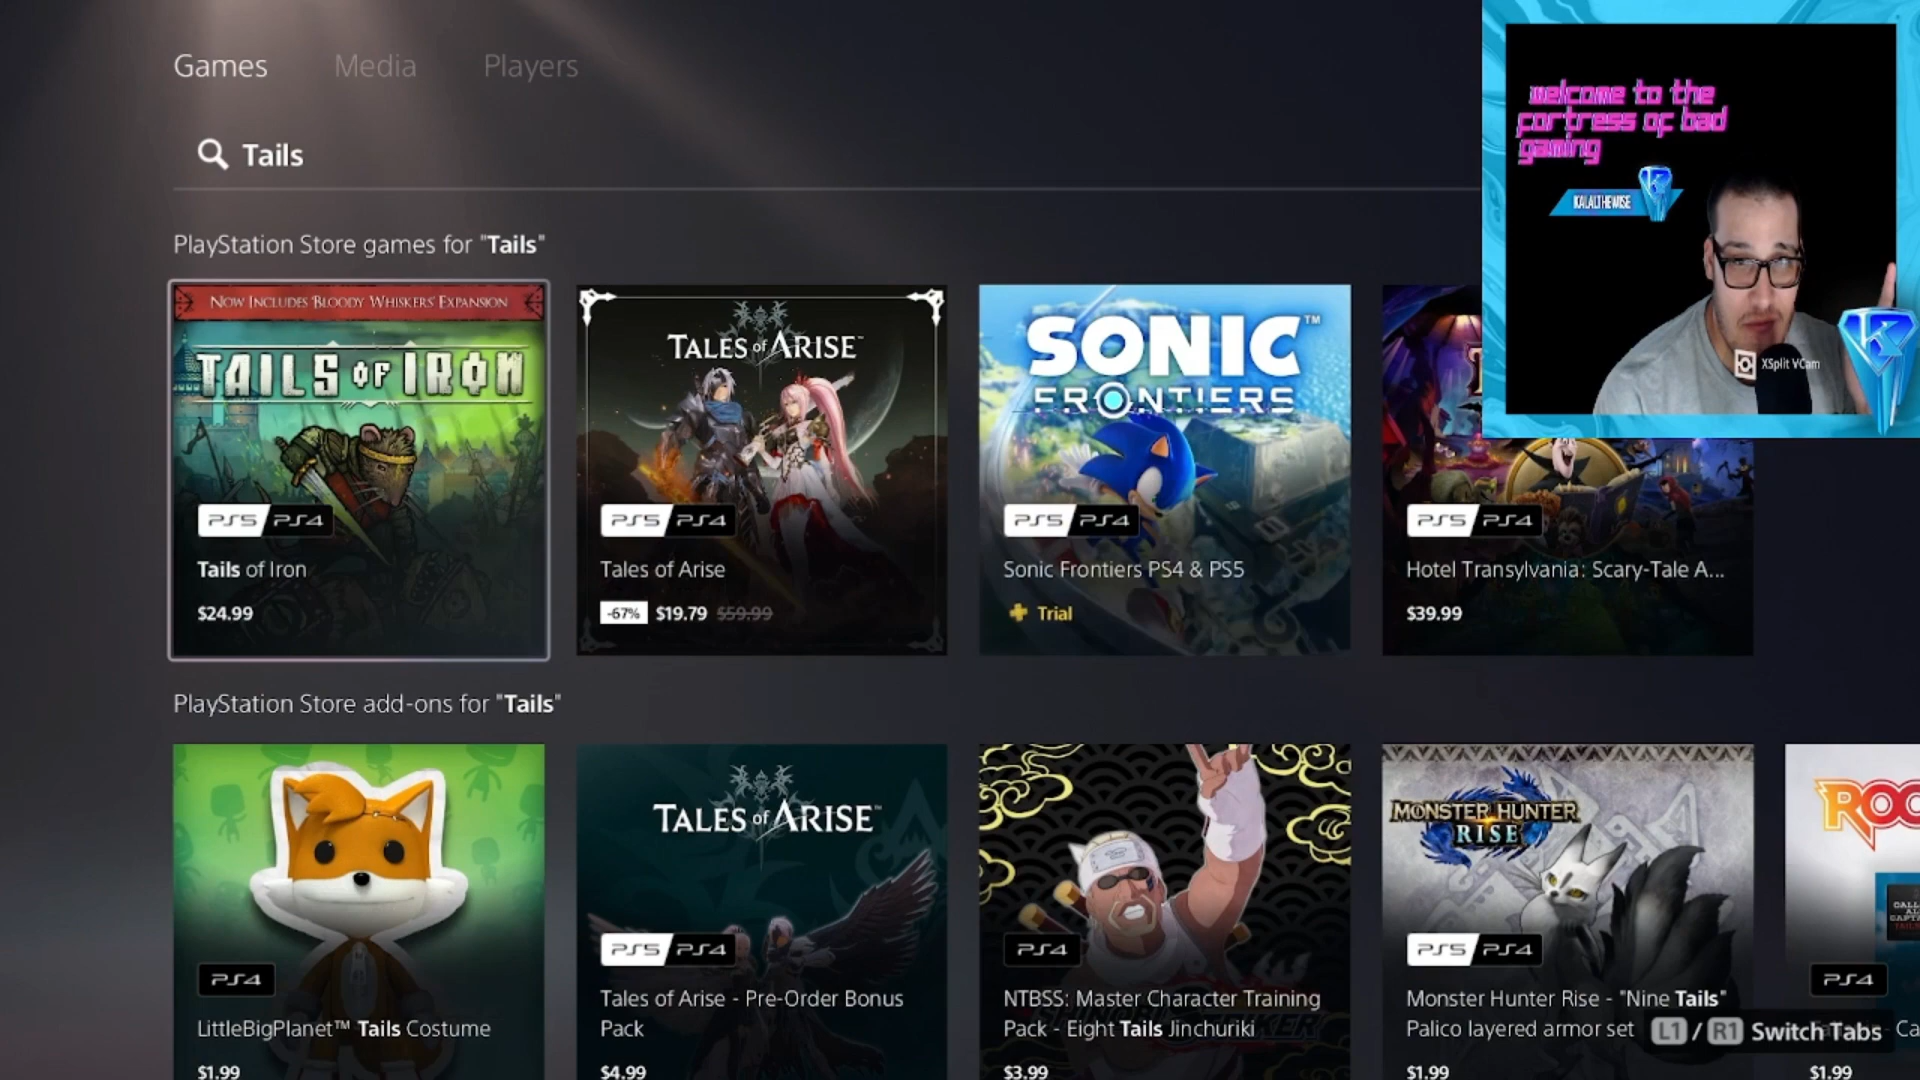 Games
Media
Players
Tails
welcome to the
fortress of bad
gaming
KALALTHEWISE
XSplit VCam
PlayStation Store games for "Tails"
NOW INCLUDES 'BLOODY WHISKERS' EXPANSION
TAILS OF IRON
PS5 PS4
Tails of Iron
$24.99
TALES of ARISE™
PS5 PS4
Tales of Arise
-67% $19.79 $59.99
SONIC™
FRONTIERS
PS5 PS4
Sonic Frontiers PS4 & PS5
Trial
PS5 PS4
Hotel Transylvania: Scary-Tale A...
$39.99
PlayStation Store add-ons for "Tails"
PS4
LittleBigPlanet™ Tails Costume
$1.99
TALES of ARISE™
PS5 PS4
Tales of Arise - Pre-Order Bonus
Pack
$4.99
PS4
NTBSS: Master Character Training
Pack - Eight Tails Jinchuriki
$3.99
MONSTER HUNTER
RISE
PS5 PS4
Monster Hunter Rise - "Nine Tails"
Palico layered armor set
$1.99
ROC
PS4
$1.99
L1 / R1 Switch Tabs